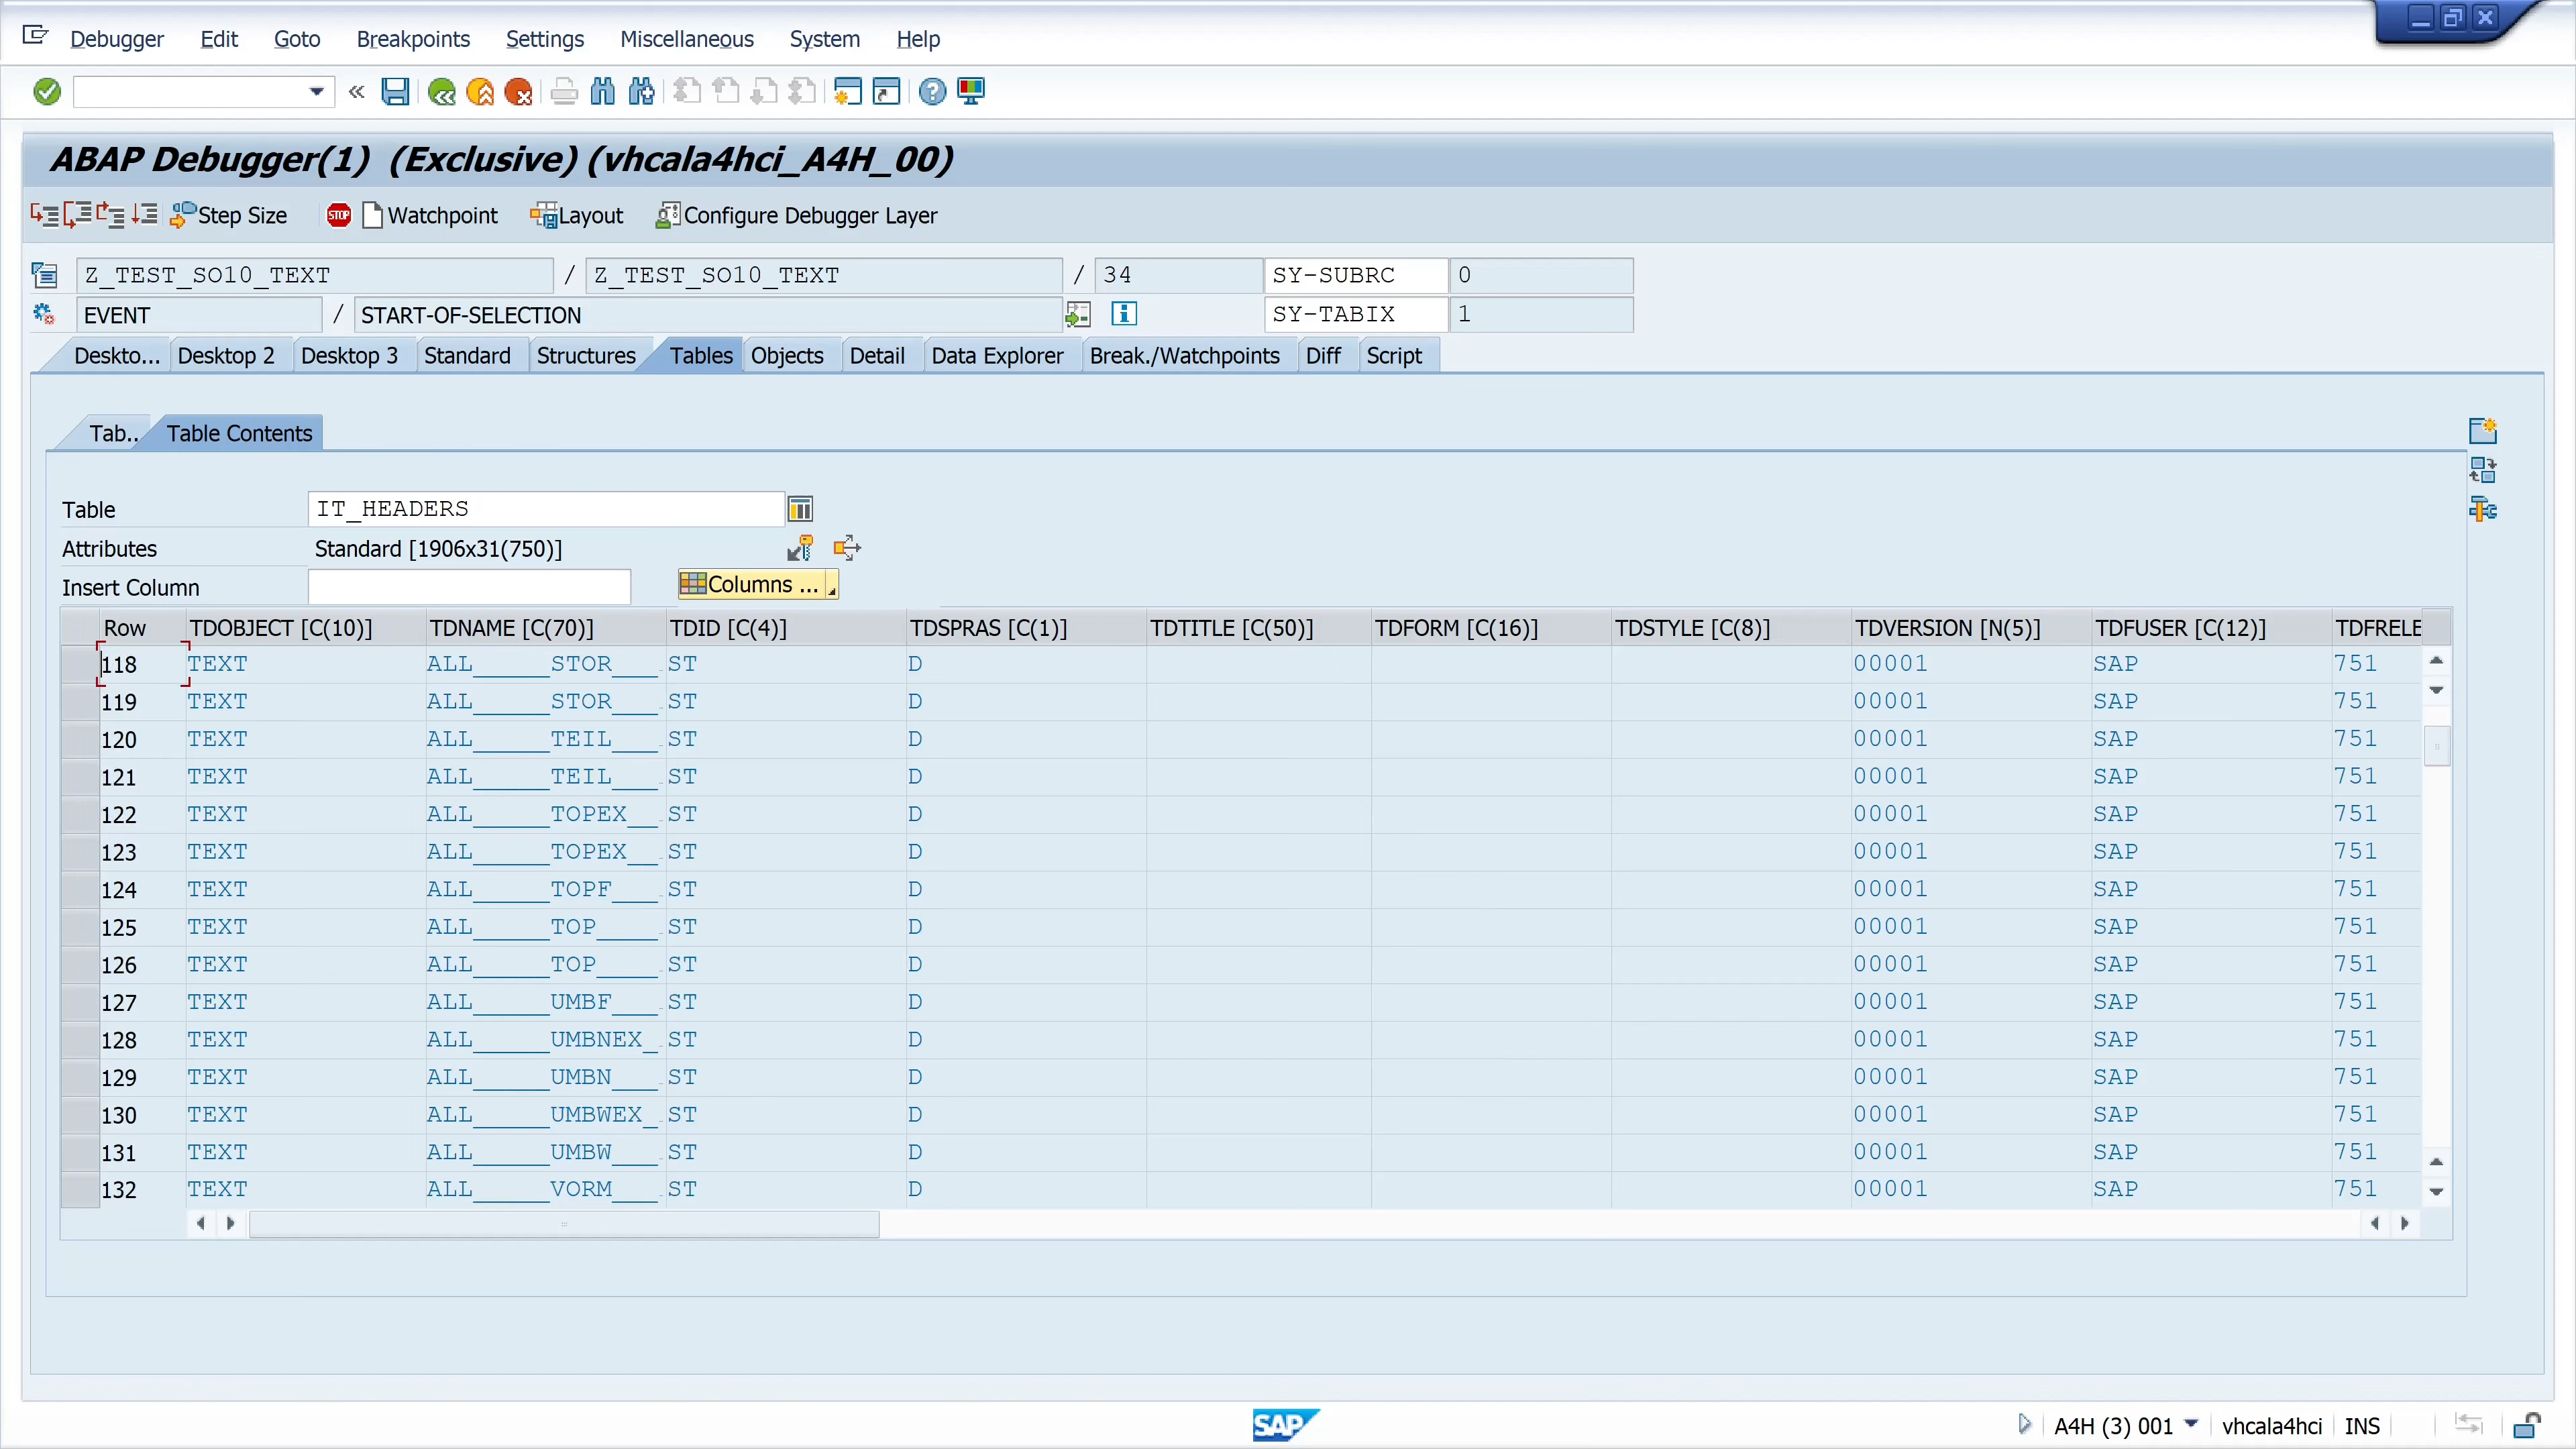 Debugger Edit Goto Breakpoints Settings Miscellaneous System Help
ABAP Debugger(1) (Exclusive) (vhcala4hci_A4H_00)
Step Size STOP Watchpoint Layout Configure Debugger Layer
Z_TEST_SO10_TEXT / Z_TEST_SO10_TEXT / 34 SY-SUBRC 0
EVENT / START-OF-SELECTION SY-TABIX 1
Deskto... Desktop 2 Desktop 3 Standard Structures Tables Objects Detail Data Explorer Break./Watchpoints Diff Script
Tab.. Table Contents
Table IT_HEADERS
Attributes Standard [1906x31(750)]
Insert Column Columns ...
Row TDOBJECT [C(10)] TDNAME [C(70)] TDID [C(4)] TDSPRAS [C(1)] TDTITLE [C(50)] TDFORM [C(16)] TDSTYLE [C(8)] TDVERSION [N(5)] TDFUSER [C(12)] TDFRELE
118 TEXT ALL_____STOR___ ST D 00001 SAP 751
119 TEXT ALL_____STOR___ ST D 00001 SAP 751
120 TEXT ALL_____TEIL___ ST D 00001 SAP 751
121 TEXT ALL_____TEIL___ ST D 00001 SAP 751
122 TEXT ALL_____TOPEX__ ST D 00001 SAP 751
123 TEXT ALL_____TOPEX__ ST D 00001 SAP 751
124 TEXT ALL_____TOPF___ ST D 00001 SAP 751
125 TEXT ALL_____TOP____ ST D 00001 SAP 751
126 TEXT ALL_____TOP____ ST D 00001 SAP 751
127 TEXT ALL_____UMBF___ ST D 00001 SAP 751
128 TEXT ALL_____UMBNEX_ ST D 00001 SAP 751
129 TEXT ALL_____UMBN___ ST D 00001 SAP 751
130 TEXT ALL_____UMBWEX_ ST D 00001 SAP 751
131 TEXT ALL_____UMBW___ ST D 00001 SAP 751
132 TEXT ALL_____VORM___ ST D 00001 SAP 751
SAP A4H (3) 001 vhcala4hci INS